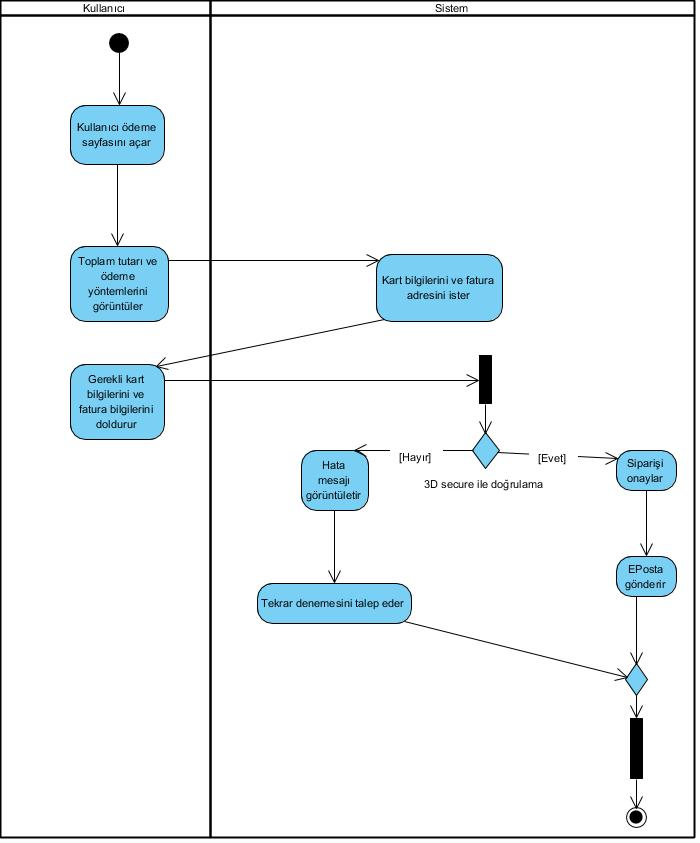 Kullanıcı
Sistem
Kullanıcı ödeme
sayfasını açar
Toplam tutarı ve
ödeme
yöntemlerini
görüntüler
Kart bilgilerini ve fatura
adresini ister
Gerekli kart
bilgilerini ve
fatura bilgilerini
doldurur
[Hayır]
[Evet]
3D secure ile doğrulama
Hata
mesajı
görüntületir
Siparişi
onaylar
EPosta
gönderir
Tekrar denemesini talep eder